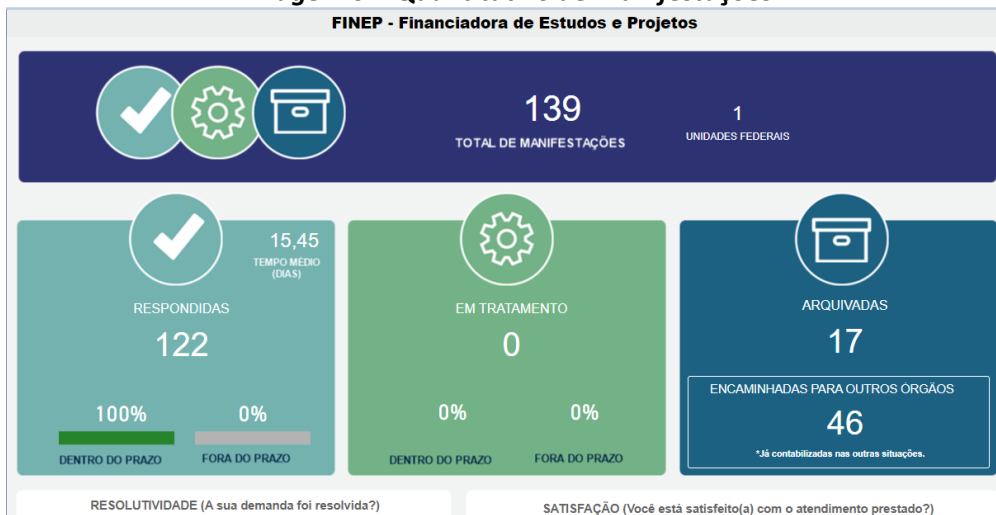 FINEP - Financiadora de Estudos e Projetos
139
TOTAL DE MANIFESTAÇÕES
1
UNIDADES FEDERAIS
15,45
TEMPO MÉDIO
(DIAS)
RESPONDIDAS
122
100%
0%
DENTRO DO PRAZO
FORA DO PRAZO
EM TRATAMENTO
0
0%
0%
DENTRO DO PRAZO
FORA DO PRAZO
ARQUIVADAS
17
ENCAMINHADAS PARA OUTROS ÓRGÃOS
46
*Já contabilizadas nas outras situações.
RESOLUTIVIDADE (A sua demanda foi resolvida?)
SATISFAÇÃO (Você está satisfeito(a) com o atendimento prestado?)